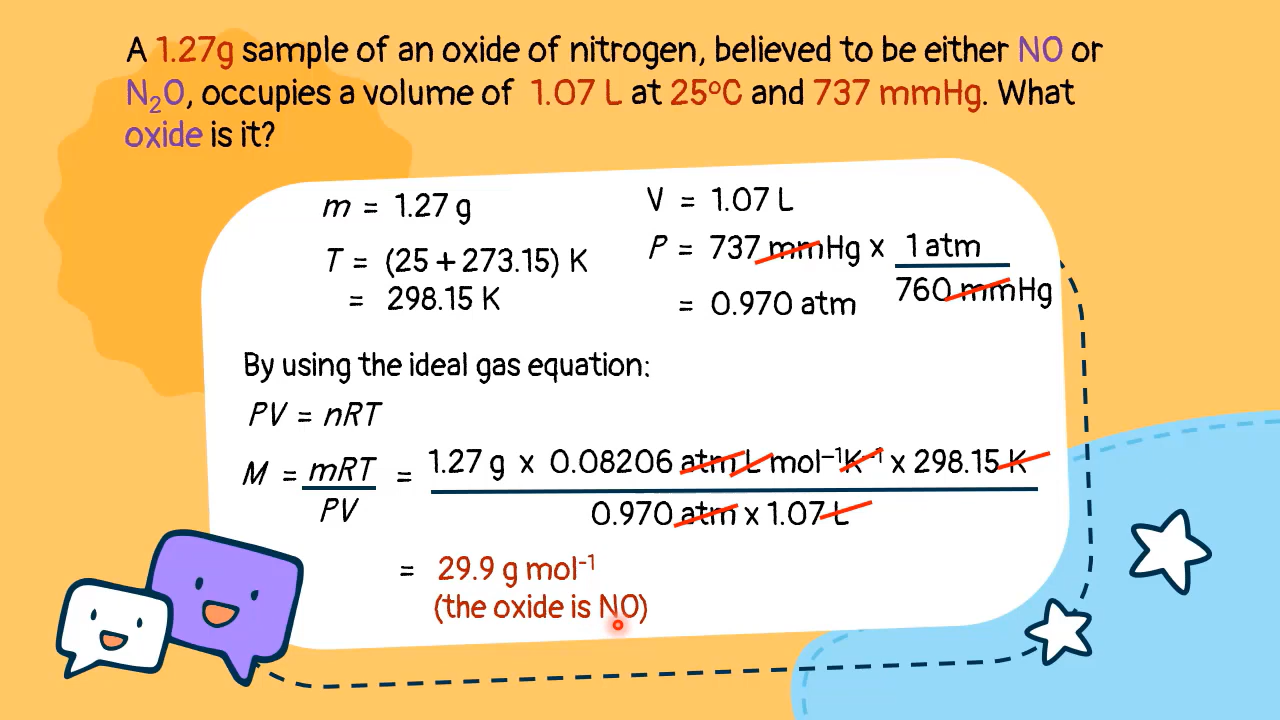 A 1.27g sample of an oxide of nitrogen, believed to be either NO or
N₂O, occupies a volume of 1.07 L at 25°C and 737 mmHg. What
oxide is it?
m = 1.27 g
V = 1.07 L
T = (25 + 273.15) K
= 298.15 K
P = 737 mmHg x 1 atm
760 mmHg
= 0.970 atm
By using the ideal gas equation:
PV = nRT
M = mRT = 1.27 g x 0.08206 atm L mol⁻¹K⁻¹ x 298.15 K
PV 0.970 atm x 1.07 L
= 29.9 g mol⁻¹
(the oxide is NO)